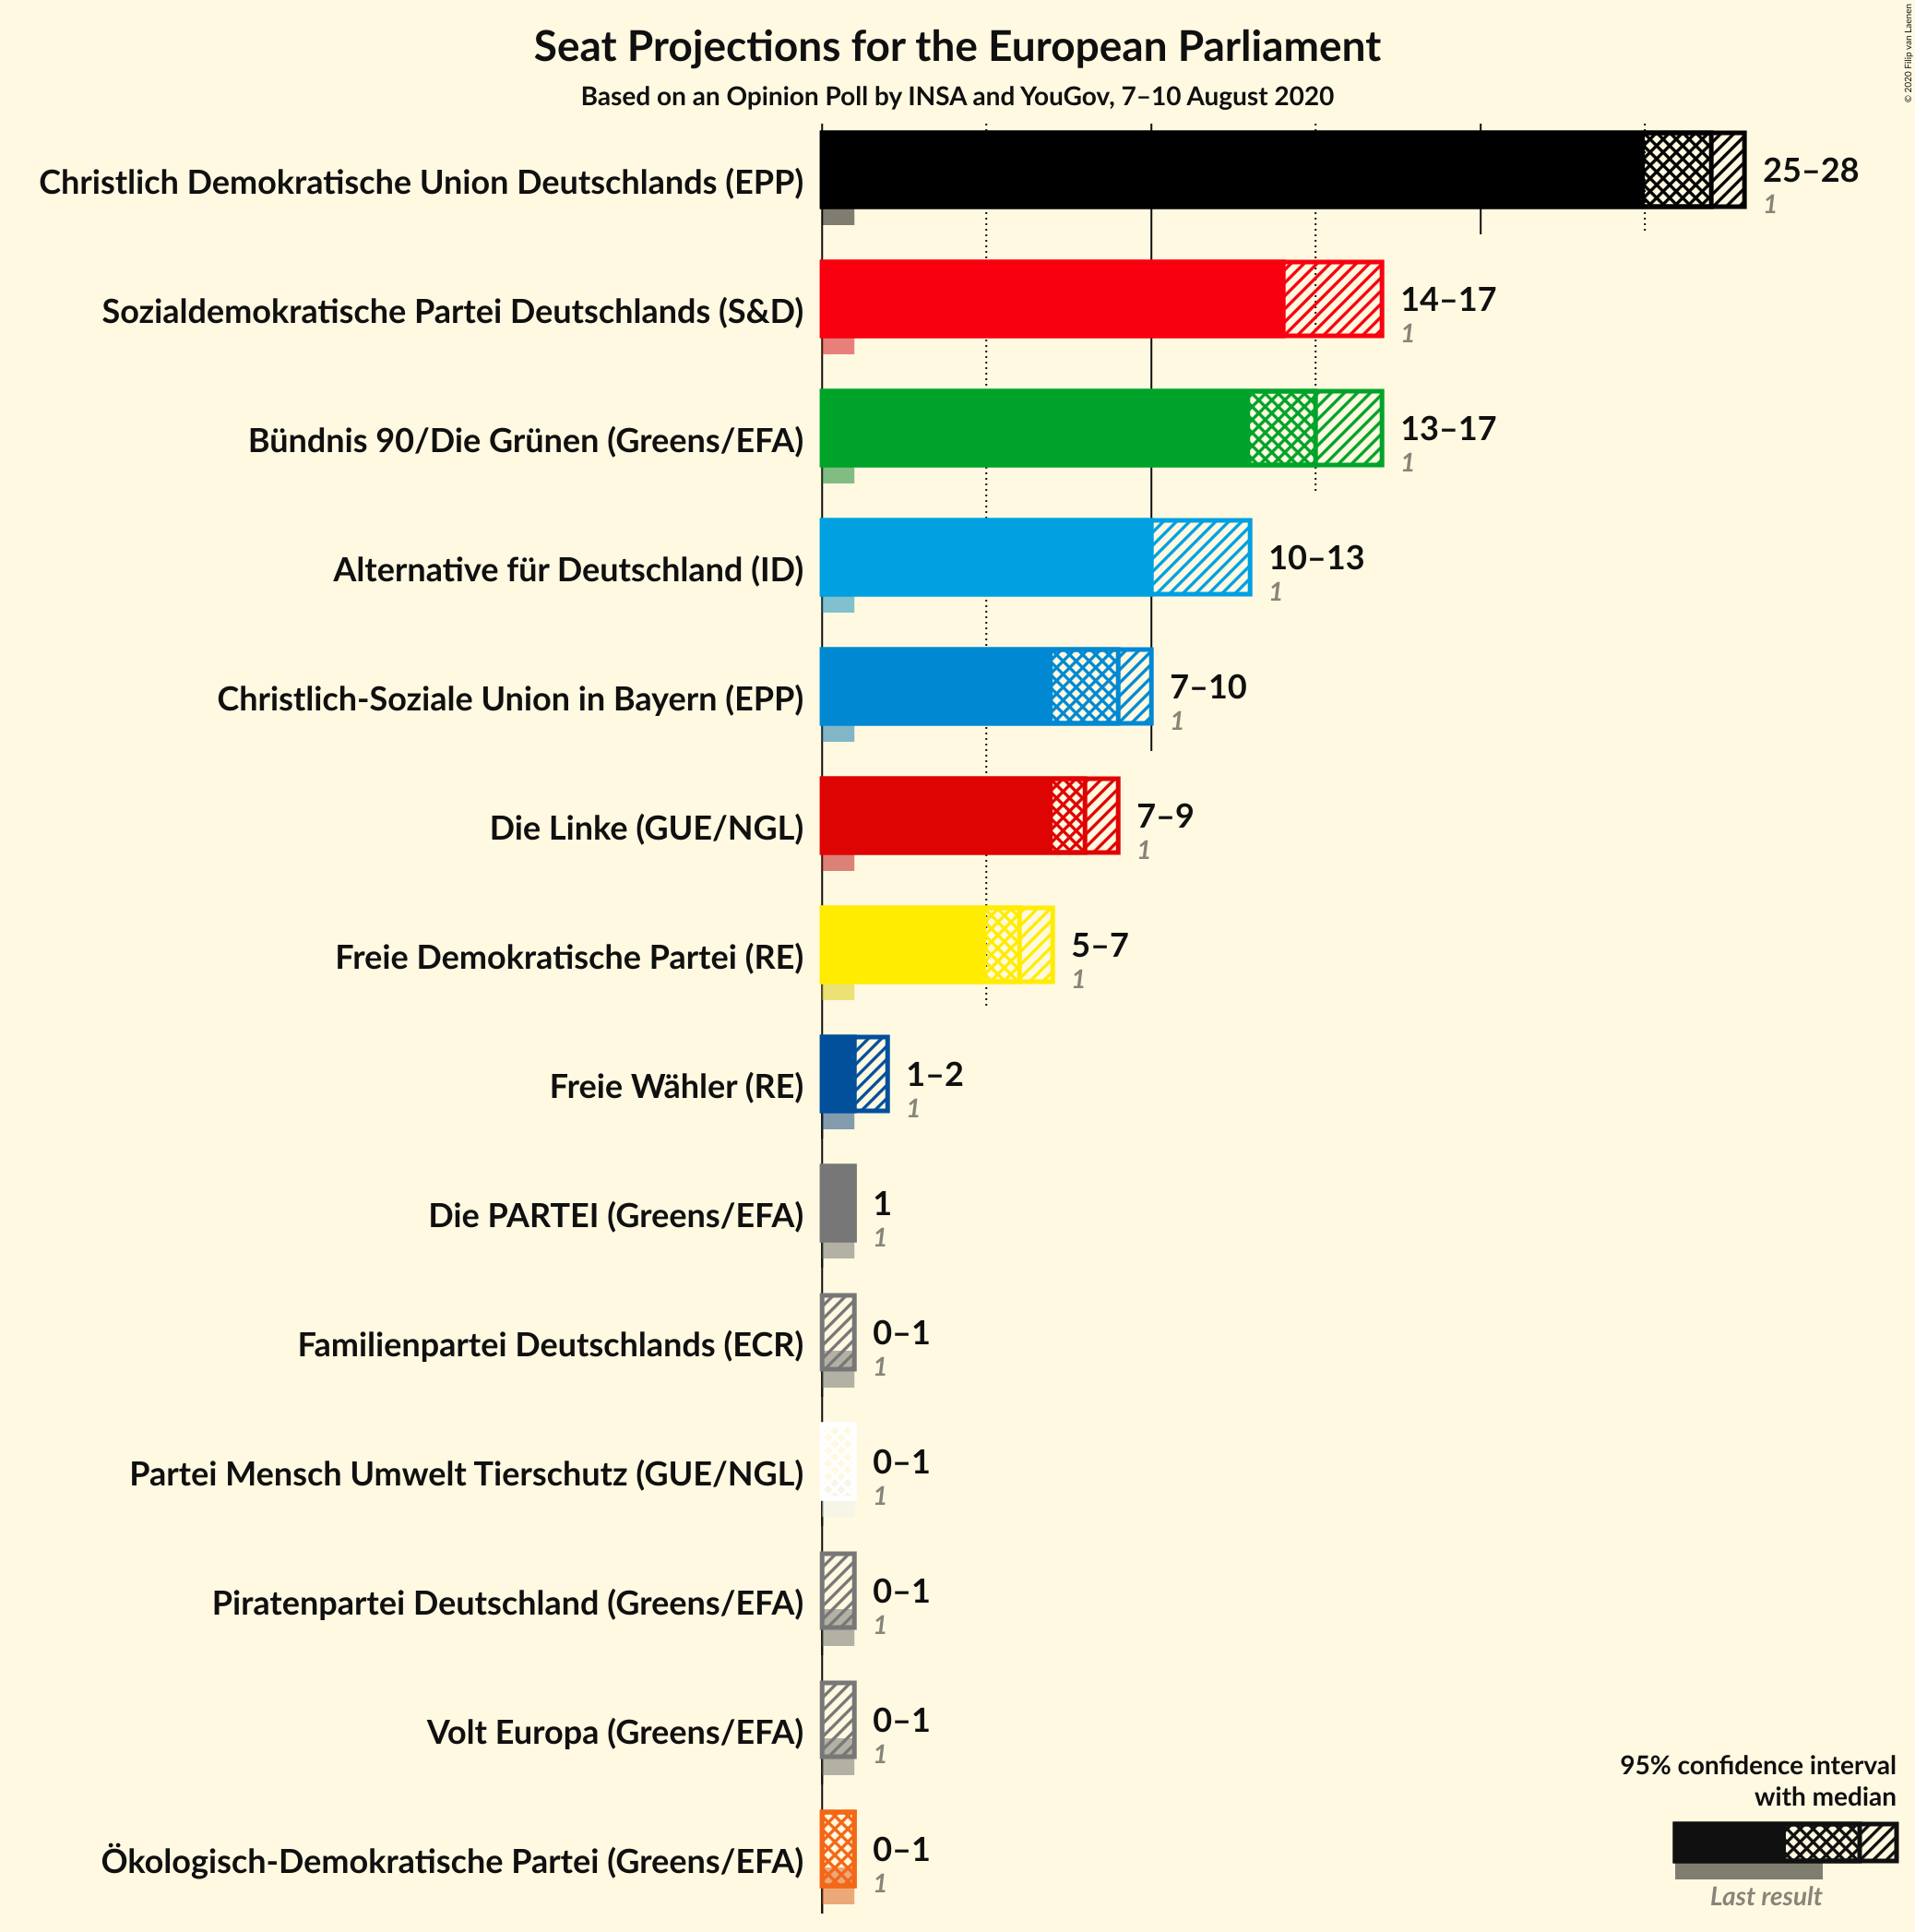 Seat Projections for the European Parliament
Based on an Opinion Poll by INSA and YouGov, 7–10 August 2020
© 2020 Filip van Laenen
Christlich Demokratische Union Deutschlands (EPP)
25–28
1
Sozialdemokratische Partei Deutschlands (S&D)
14–17
1
Bündnis 90/Die Grünen (Greens/EFA)
13–17
1
Alternative für Deutschland (ID)
10–13
1
Christlich-Soziale Union in Bayern (EPP)
7–10
1
Die Linke (GUE/NGL)
7–9
1
Freie Demokratische Partei (RE)
5–7
1
Freie Wähler (RE)
1–2
1
Die PARTEI (Greens/EFA)
1
1
Familienpartei Deutschlands (ECR)
0–1
1
Partei Mensch Umwelt Tierschutz (GUE/NGL)
0–1
1
Piratenpartei Deutschland (Greens/EFA)
0–1
1
Volt Europa (Greens/EFA)
0–1
1
Ökologisch-Demokratische Partei (Greens/EFA)
0–1
1
95% confidence interval
with median
Last result